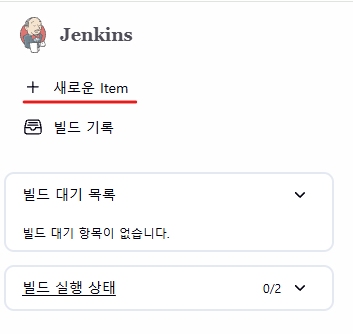 Jenkins
새로운 Item
빌드 기록
빌드 대기 목록
빌드 대기 항목이 없습니다.
빌드 실행 상태 0/2